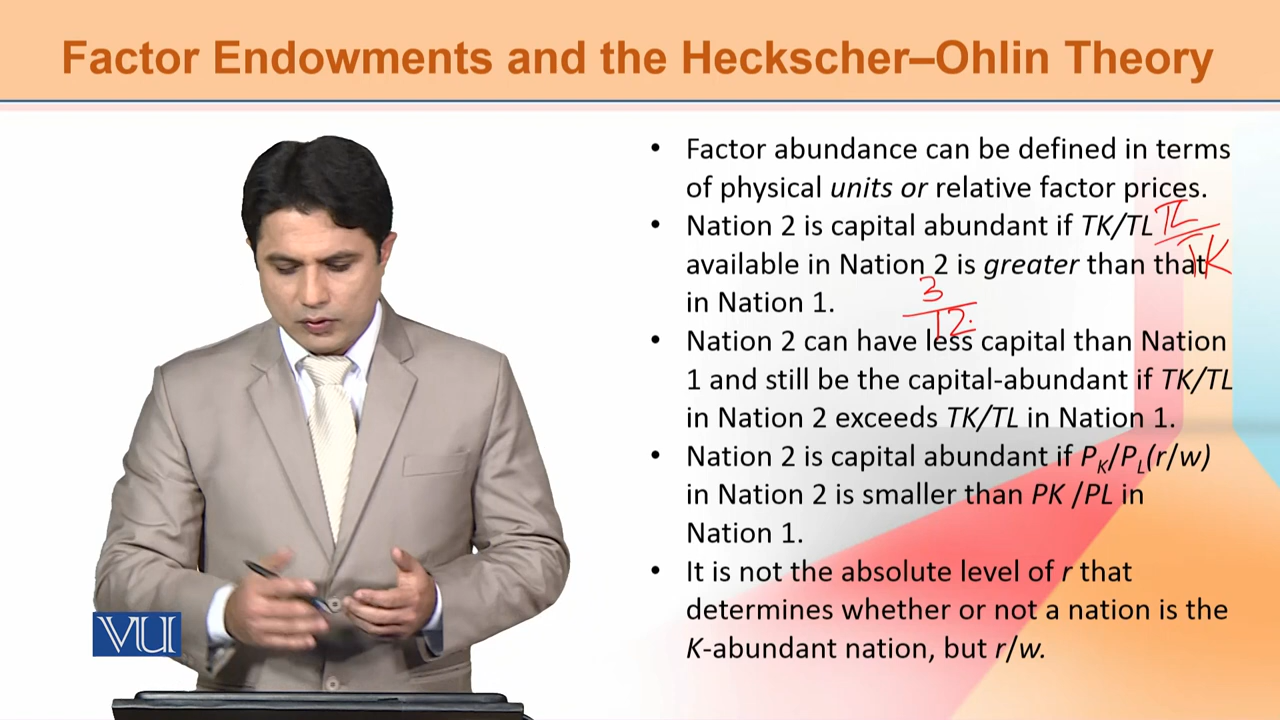 Factor Endowments and the Heckscher–Ohlin Theory
• Factor abundance can be defined in terms
of physical units or relative factor prices.
• Nation 2 is capital abundant if TK/TL
TL
TK
available in Nation 2 is greater than that
in Nation 1.
3
12.
• Nation 2 can have less capital than Nation
1 and still be the capital-abundant if TK/TL
in Nation 2 exceeds TK/TL in Nation 1.
• Nation 2 is capital abundant if PK/PL(r/w)
in Nation 2 is smaller than PK /PL in
Nation 1.
• It is not the absolute level of r that
determines whether or not a nation is the
K-abundant nation, but r/w.
VU